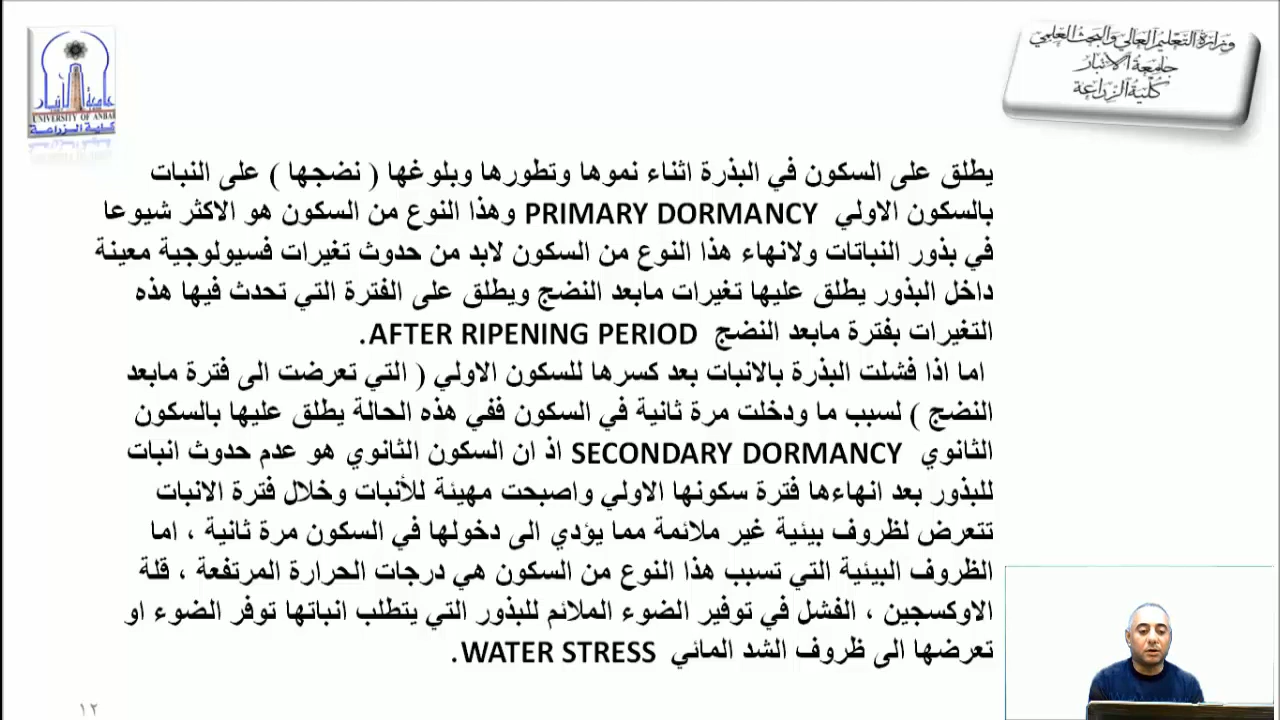 وزارة التعليم العالي والبحث العلمي
جامعة الانبار
كلية الزراعة
جامعة الأنبار
UNIVERSITY OF ANBAR
كلية الزراعة
يطلق على السكون في البذرة اثناء نموها وتطورها وبلوغها ( نضجها ) على النبات
بالسكون الاولي PRIMARY DORMANCY وهذا النوع من السكون هو الاكثر شيوعا
في بذور النباتات ولانهاء هذا النوع من السكون لابد من حدوث تغيرات فسيولوجية معينة
داخل البذور يطلق عليها تغيرات مابعد النضج ويطلق على الفترة التي تحدث فيها هذه
التغيرات بفترة مابعد النضج AFTER RIPENING PERIOD.
اما اذا فشلت البذرة بالانبات بعد كسرها للسكون الاولي ( التي تعرضت الى فترة مابعد
النضج ) لسبب ما ودخلت مرة ثانية في السكون ففي هذه الحالة يطلق عليها بالسكون
الثانوي SECONDARY DORMANCY اذ ان السكون الثانوي هو عدم حدوث انبات
للبذور بعد انهاءها فترة سكونها الاولي واصبحت مهيئة للأنبات وخلال فترة الانبات
تتعرض لظروف بيئية غير ملائمة مما يؤدي الى دخولها في السكون مرة ثانية ، اما
الظروف البيئية التي تسبب هذا النوع من السكون هي درجات الحرارة المرتفعة ، قلة
الاوكسجين ، الفشل في توفير الضوء الملائم للبذور التي يتطلب انباتها توفر الضوء او
تعرضها الى ظروف الشد المائي WATER STRESS.
١٢